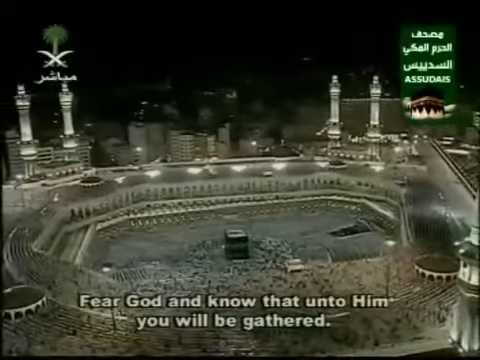 مباشر
مصحف
الحرم المكي
السديس
ASSUDAIS
Fear God and know that unto Him
you will be gathered.